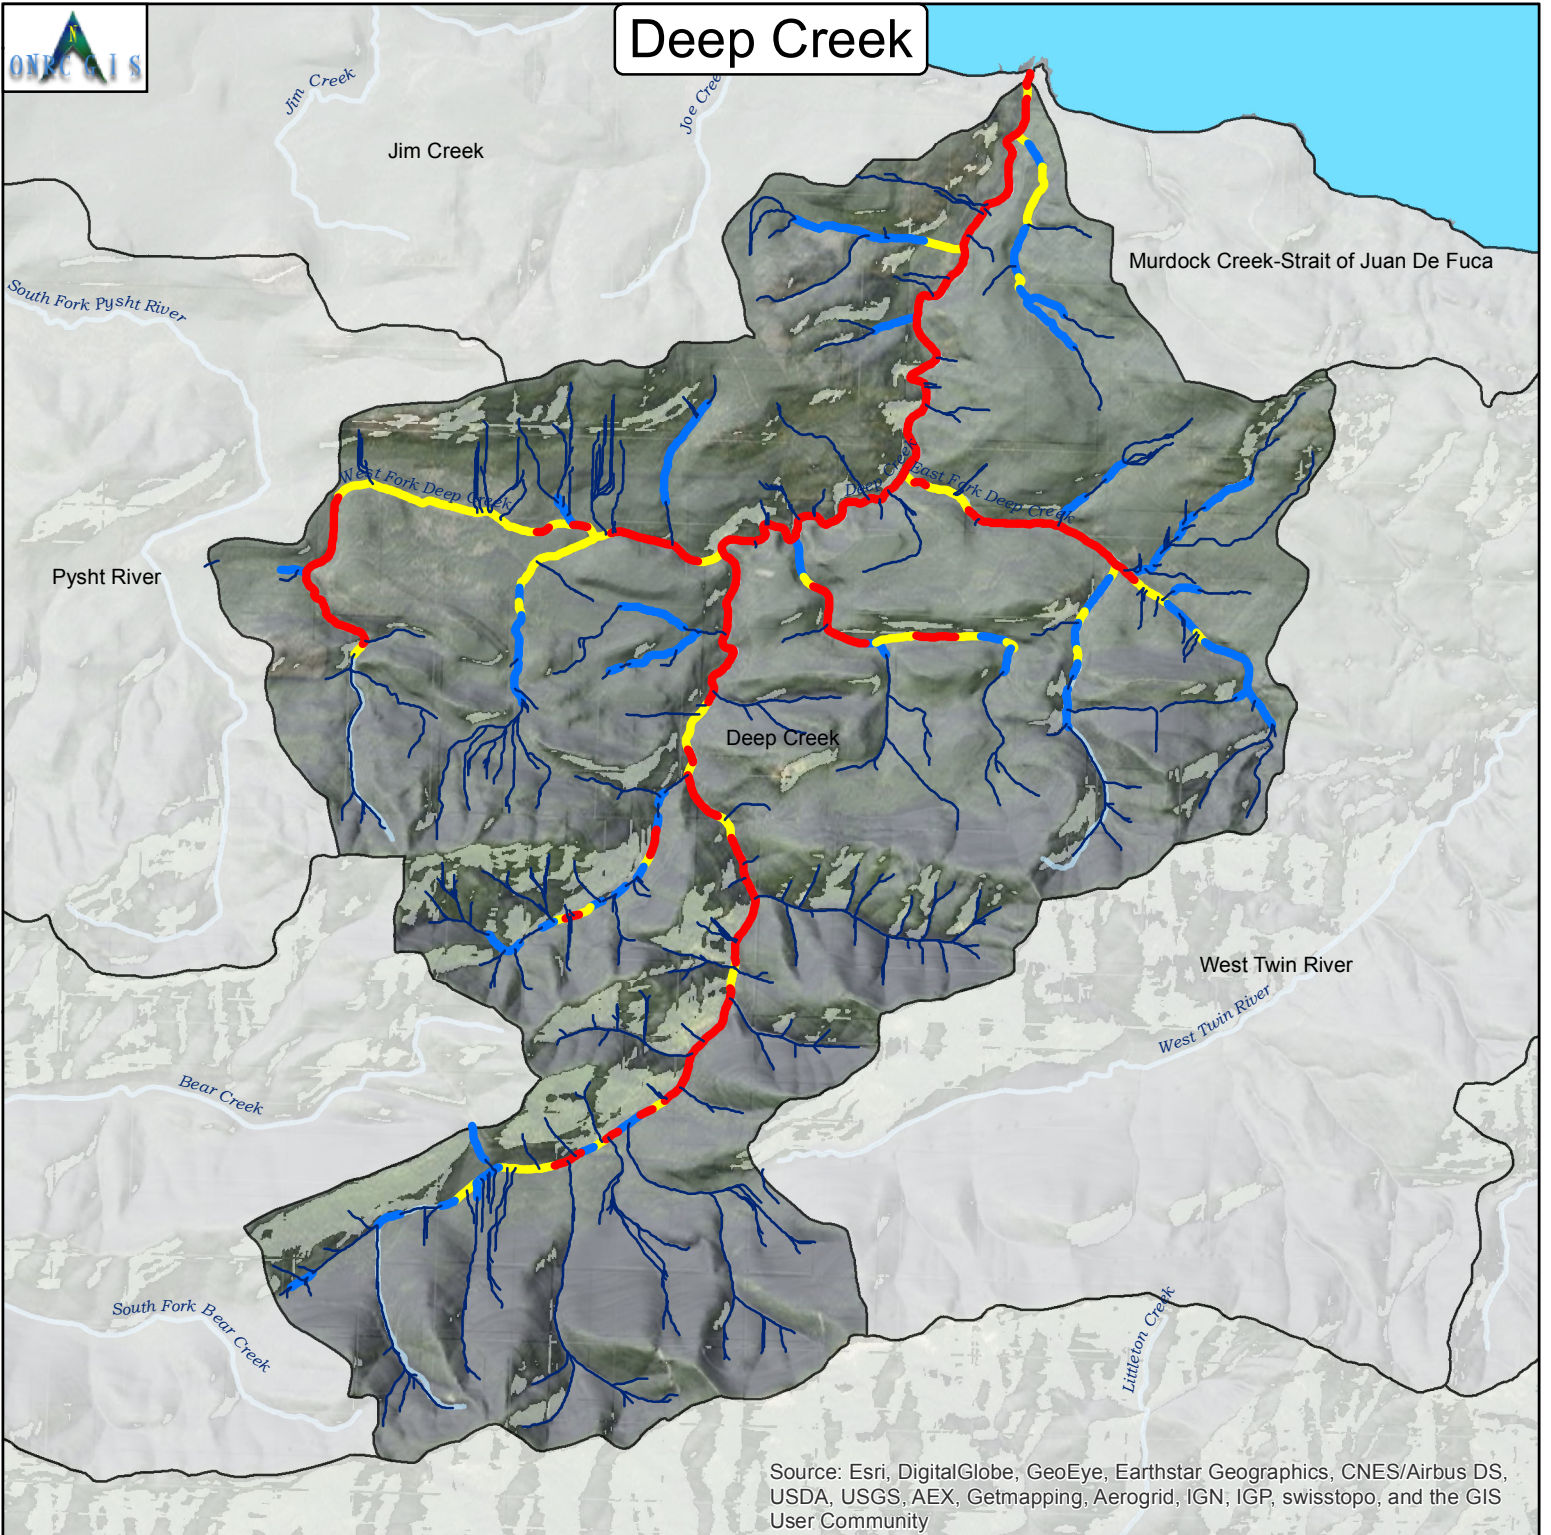 Deep Creek
N
ONRC GIS
Jim Creek
Joe Cree
Jim Creek
Murdock Creek-Strait of Juan De Fuca
South Fork Pysht River
West Fork Deep Creek
Deep Creek
East Fork Deep Creek
Pysht River
Deep Creek
West Twin River
West Twin River
Bear Creek
South Fork Bear Creek
Littleton Creek
Source: Esri, DigitalGlobe, GeoEye, Earthstar Geographics, CNES/Airbus DS,
USDA, USGS, AEX, Getmapping, Aerogrid, IGN, IGP, swisstopo, and the GIS
User Community